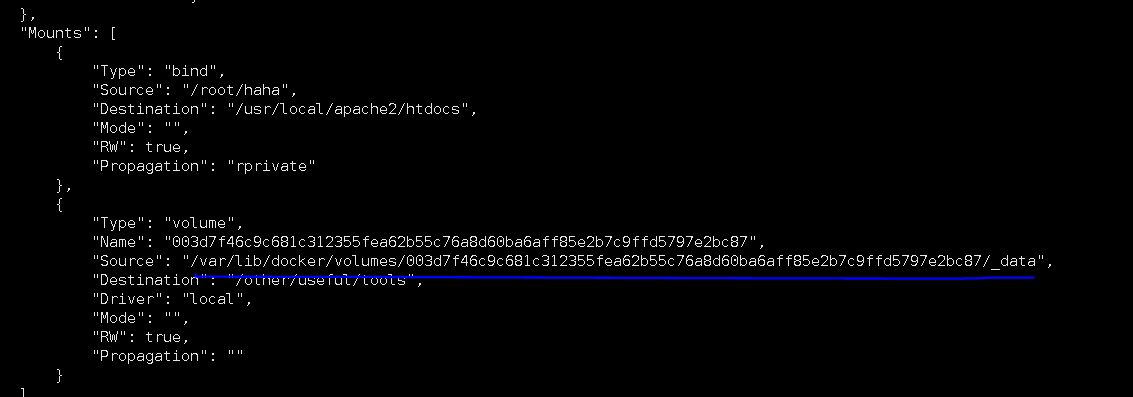 },
"Mounts": [
{
"Type": "bind",
"Source": "/root/haha",
"Destination": "/usr/local/apache2/htdocs",
"Mode": "",
"RW": true,
"Propagation": "rprivate"
},
{
"Type": "volume",
"Name": "003d7f46c9c681c312355fea62b55c76a8d60ba6aff85e2b7c9ffd5797e2bc87",
"Source": "/var/lib/docker/volumes/003d7f46c9c681c312355fea62b55c76a8d60ba6aff85e2b7c9ffd5797e2bc87/_data",
"Destination": "/other/useful/tools",
"Driver": "local",
"Mode": "",
"RW": true,
"Propagation": ""
}
]